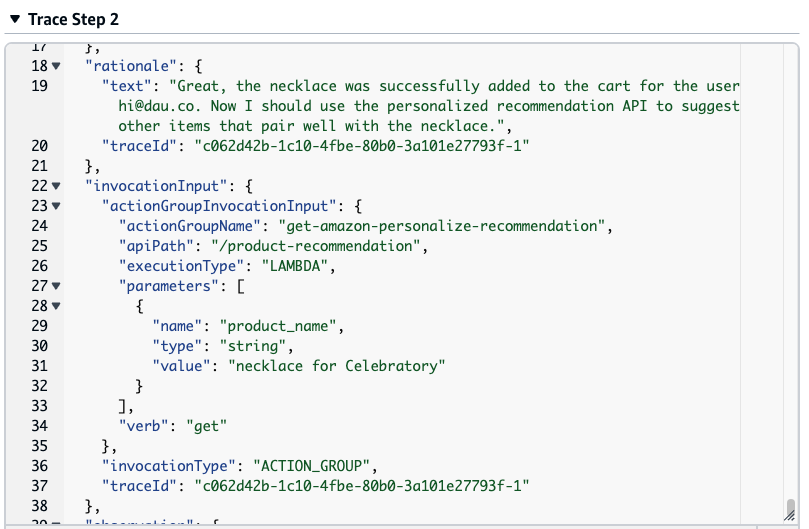 ▼ Trace Step 2
17 },
18 ▼ "rationale": {
19 "text": "Great, the necklace was successfully added to the cart for the user
hi@dau.co. Now I should use the personalized recommendation API to suggest
other items that pair well with the necklace.",
20 "traceId": "c062d42b-1c10-4fbe-80b0-3a101e27793f-1"
21 },
22 ▼ "invocationInput": {
23 ▼ "actionGroupInvocationInput": {
24 "actionGroupName": "get-amazon-personalize-recommendation",
25 "apiPath": "/product-recommendation",
26 "executionType": "LAMBDA",
27 ▼ "parameters": [
28 ▼ {
29 "name": "product_name",
30 "type": "string",
31 "value": "necklace for Celebratory"
32 }
33 ],
34 "verb": "get"
35 },
36 "invocationType": "ACTION_GROUP",
37 "traceId": "c062d42b-1c10-4fbe-80b0-3a101e27793f-1"
38 },
39 ▼ "observation": {